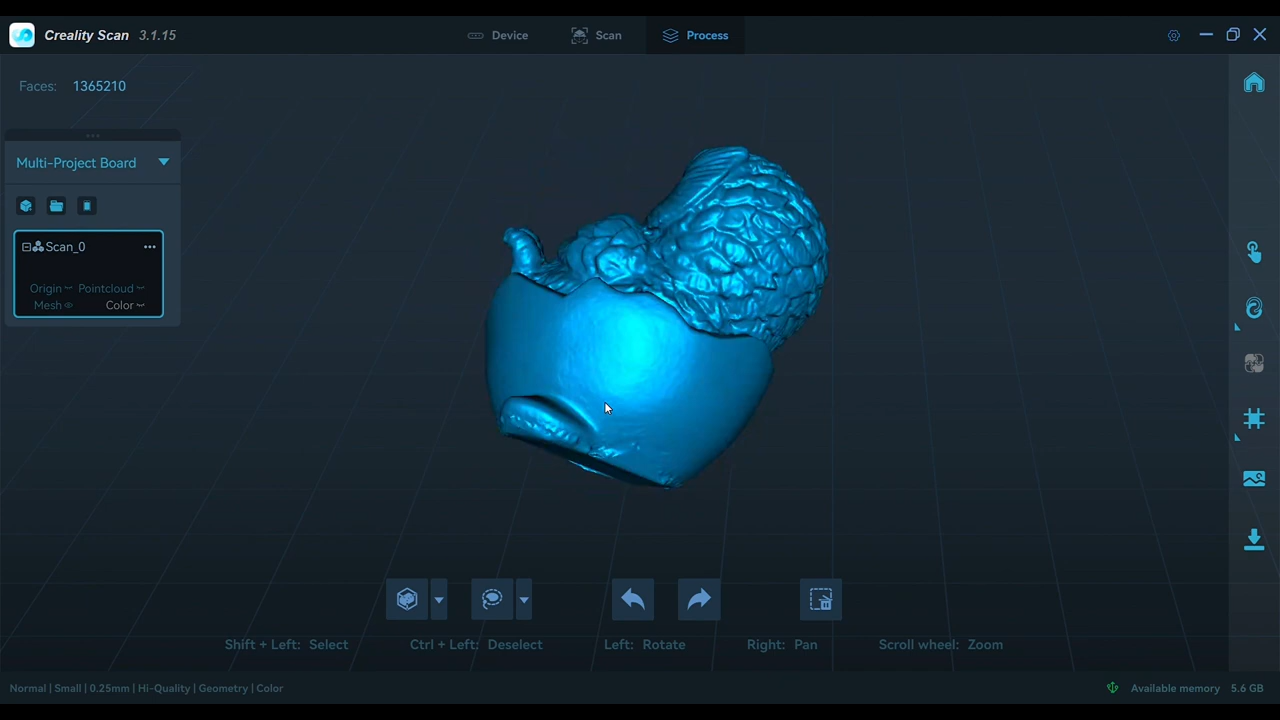 Creality Scan 3.1.15
Device
Scan
Process
Faces: 1365210
Multi-Project Board
Scan_0
Origin Pointcloud
Mesh Color
Shift + Left: Select
Ctrl + Left: Deselect
Left: Rotate
Right: Pan
Scroll wheel: Zoom
Normal | Small | 0.25mm | Hi-Quality | Geometry | Color
Available memory 5.6 GB